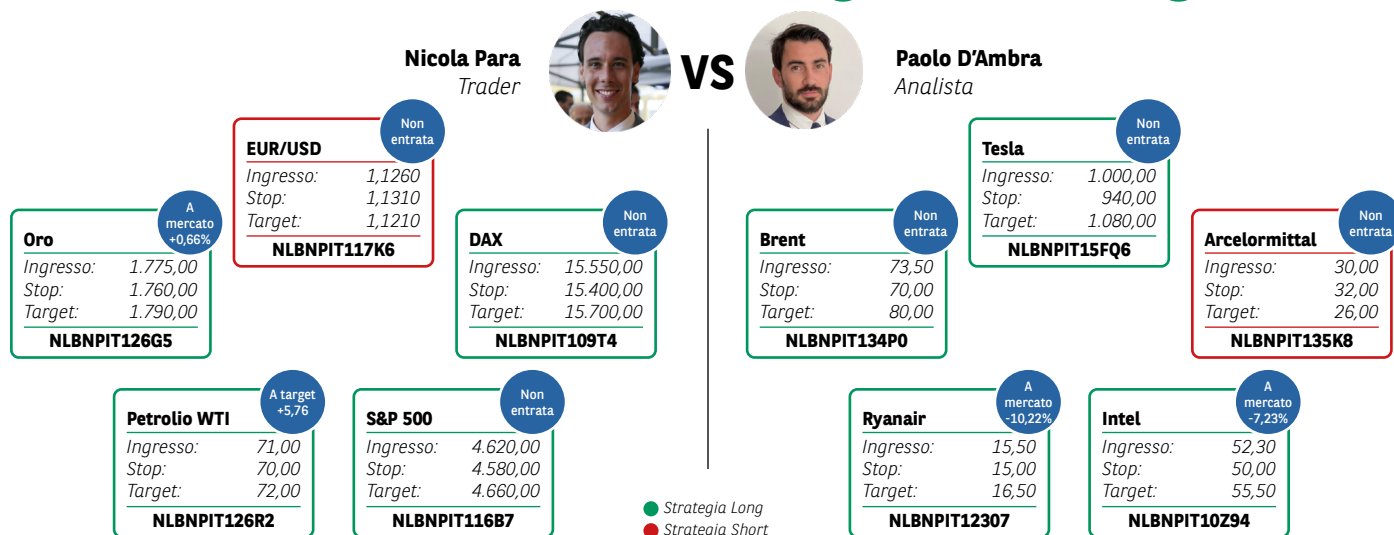 Nicola Para
Trader
VS
Paolo D'Ambra
Analista
Non
entrata
EUR/USD
Ingresso: 1,1260
Stop: 1,1310
Target: 1,1210
NLBNPIT117K6
A
mercato
+0,66%
Oro
Ingresso: 1.775,00
Stop: 1.760,00
Target: 1.790,00
NLBNPIT126G5
Non
entrata
DAX
Ingresso: 15.550,00
Stop: 15.400,00
Target: 15.700,00
NLBNPIT109T4
A target
+5,76
Petrolio WTI
Ingresso: 71,00
Stop: 70,00
Target: 72,00
NLBNPIT126R2
Non
entrata
S&P 500
Ingresso: 4.620,00
Stop: 4.580,00
Target: 4.660,00
NLBNPIT116B7
Non
entrata
Tesla
Ingresso: 1.000,00
Stop: 940,00
Target: 1.080,00
NLBNPIT15FQ6
Non
entrata
Brent
Ingresso: 73,50
Stop: 70,00
Target: 80,00
NLBNPIT134P0
Non
entrata
Arcelormittal
Ingresso: 30,00
Stop: 32,00
Target: 26,00
NLBNPIT135K8
A
mercato
-10,22%
Ryanair
Ingresso: 15,50
Stop: 15,00
Target: 16,50
NLBNPIT12307
A
mercato
-7,23%
Intel
Ingresso: 52,30
Stop: 50,00
Target: 55,50
NLBNPIT10Z94
Strategia Long
Strategia Short